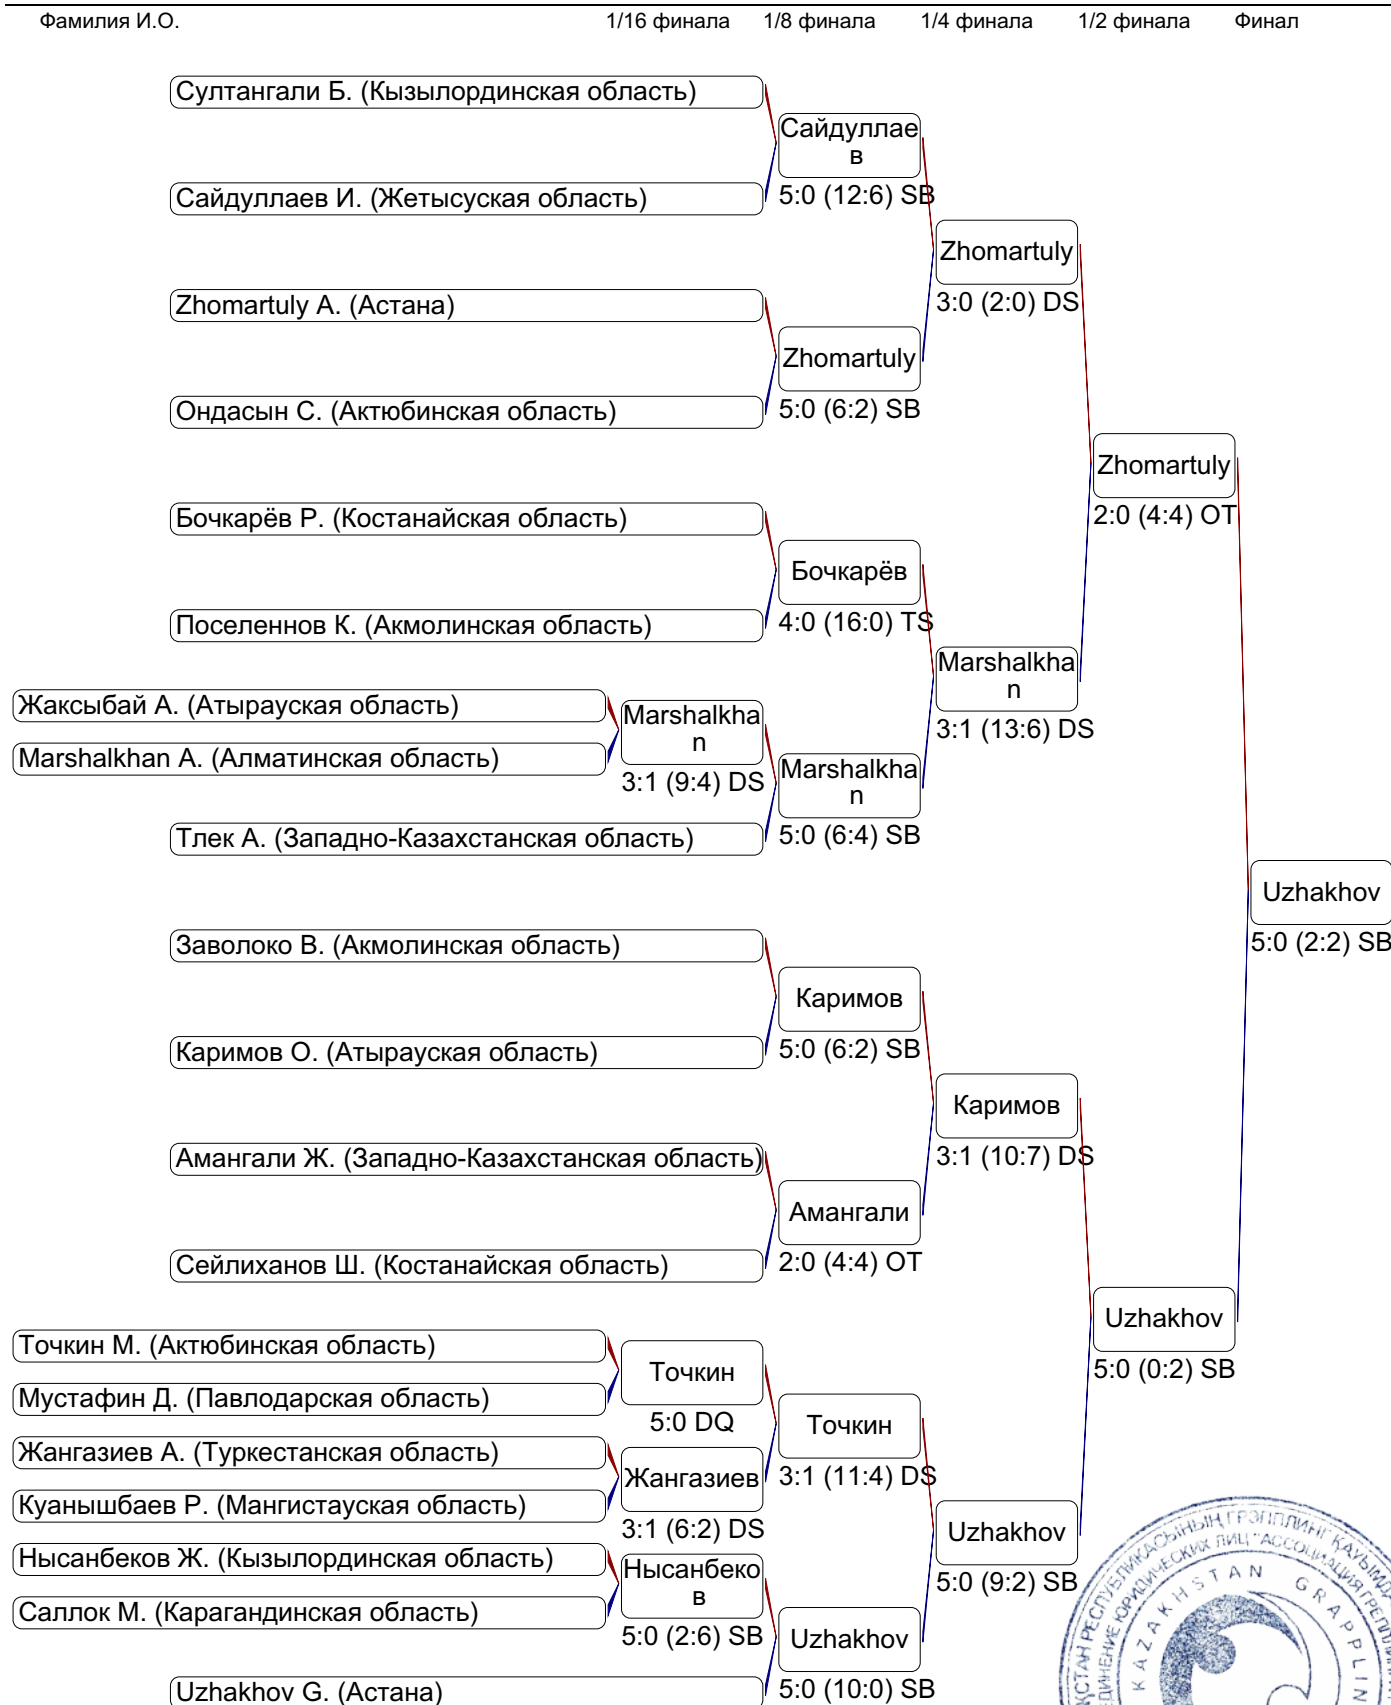 Фамилия И.О. 1/16 финала 1/8 финала 1/4 финала 1/2 финала Финал
Султангали Б. (Кызылординская область)
Сайдуллае
в
5:0 (12:6) SB
Сайдуллаев И. (Жетысуская область)
Zhomartuly
3:0 (2:0) DS
Zhomartuly A. (Астана)
Zhomartuly
5:0 (6:2) SB
Ондасын С. (Актюбинская область)
Zhomartuly
2:0 (4:4) OT
Бочкарёв Р. (Костанайская область)
Бочкарёв
4:0 (16:0) TS
Поселеннов К. (Акмолинская область)
Marshalkha
n
3:1 (13:6) DS
Жаксыбай А. (Атырауская область)
Marshalkhan A. (Алматинская область)
Marshalkha
n
3:1 (9:4) DS
Marshalkha
n
5:0 (6:4) SB
Тлек А. (Западно-Казахстанская область)
Uzhakhov
5:0 (2:2) SB
Заволоко В. (Акмолинская область)
Каримов
5:0 (6:2) SB
Каримов О. (Атырауская область)
Каримов
3:1 (10:7) DS
Амангали Ж. (Западно-Казахстанская область)
Амангали
2:0 (4:4) OT
Сейлиханов Ш. (Костанайская область)
Uzhakhov
5:0 (0:2) SB
Точкин М. (Актюбинская область)
Мустафин Д. (Павлодарская область)
Точкин
5:0 DQ
Точкин
3:1 (11:4) DS
Жангазиев А. (Туркестанская область)
Куанышбаев Р. (Мангистауская область)
Жангазиев
3:1 (6:2) DS
Uzhakhov
5:0 (9:2) SB
Нысанбеков Ж. (Кызылординская область)
Саллок М. (Карагандинская область)
Нысанбеко
в
5:0 (2:6) SB
Uzhakhov
5:0 (10:0) SB
Uzhakhov G. (Астана)
KAZAKHSTAN GRAPPLIN